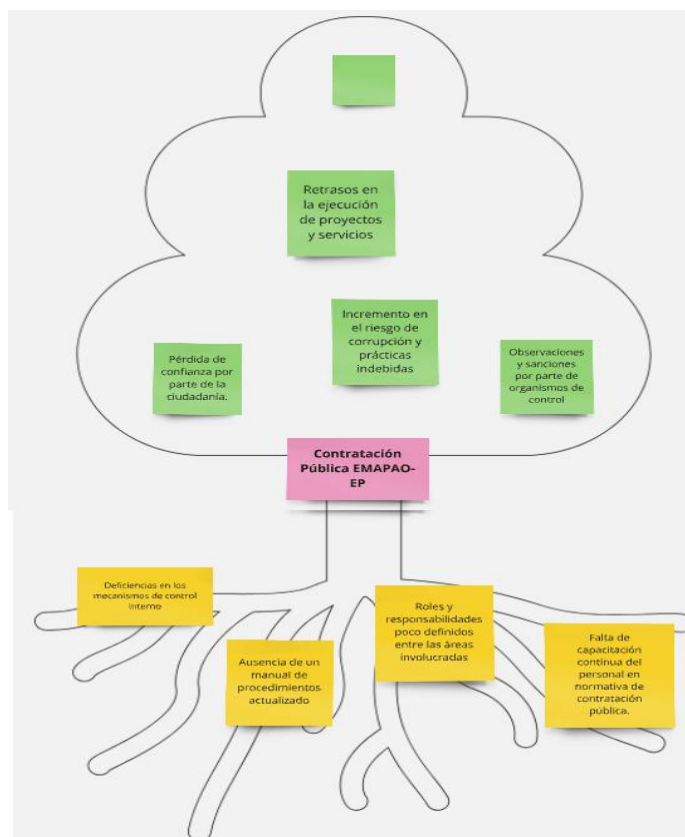 Retrasos en
la ejecución
de proyectos
y servicios
Incremento en
el riesgo de
corrupción y
prácticas
indebidas
Pérdida de
confianza por
parte de la
ciudadanía.
Observaciones
y sanciones
por parte de
organismos de
control
Contratación
Pública EMAPAO-
EP
Deficiencias en los
mecanismos de control
interno
Ausencia de un
manual de
procedimientos
actualizado
Roles y
responsabilidades
poco definidos
entre las áreas
involucradas
Falta de
capacitación
continua del
personal en
normativa de
contratación
pública.